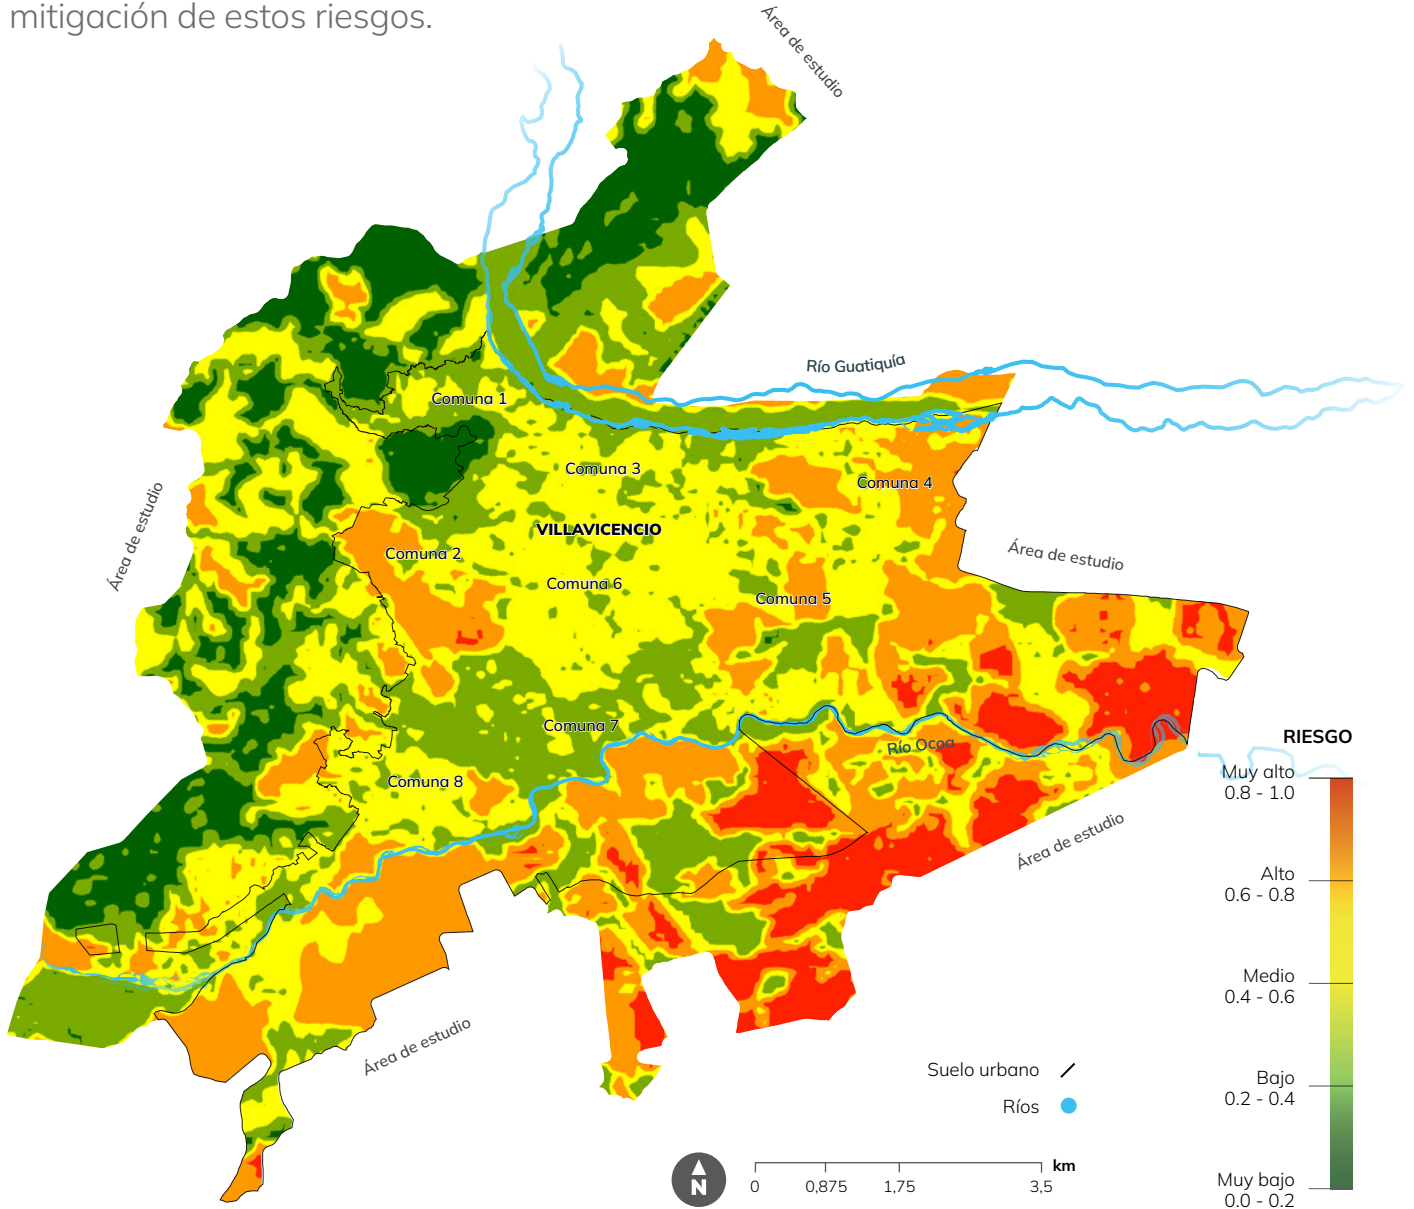 mitigación de estos riesgos.
Área de estudio
Río Guatiquía
Comuna 1
Comuna 3
Comuna 4
Área de estudio
VILLAVICENCIO
Comuna 2
Área de estudio
Comuna 6
Comuna 5
Comuna 7
Río Ocoa
Comuna 8
RIESGO
Muy alto
0.8 - 1.0
Área de estudio
Alto
0.6 - 0.8
Medio
0.4 - 0.6
Área de estudio
Suelo urbano
Bajo
0.2 - 0.4
Ríos
N
km
0 0,875 1,75 3,5
Muy bajo
0.0 - 0.2